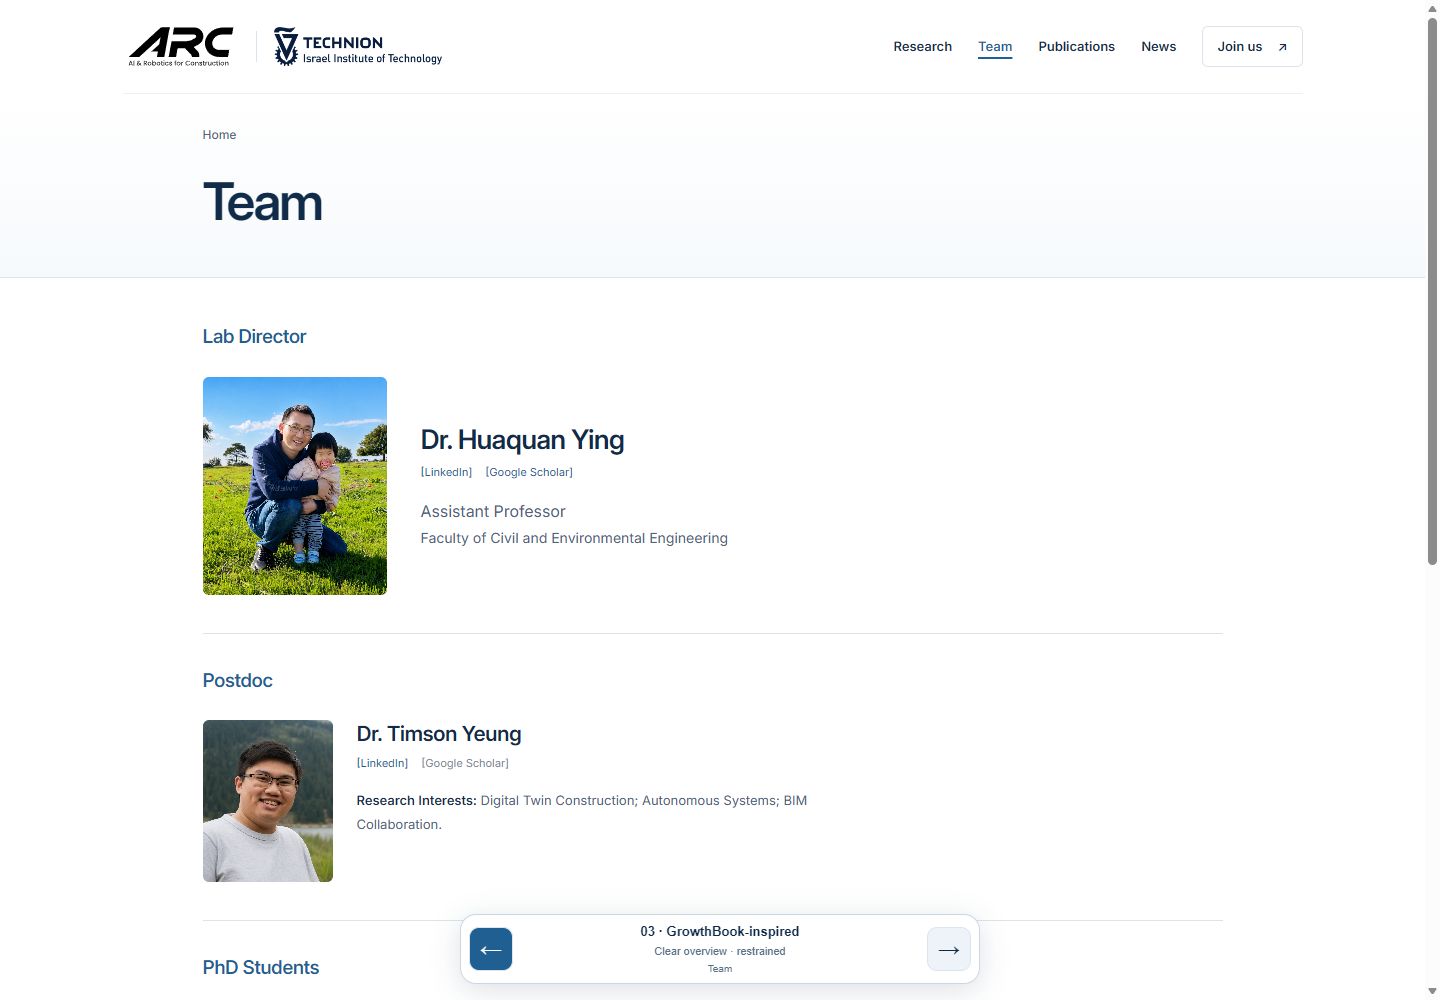 ARC
AI & Robotics for Construction
TECHNION
Israel Institute of Technology
Research
Team
Publications
News
Join us
Home
Team
Lab Director
Dr. Huaquan Ying
[LinkedIn] [Google Scholar]
Assistant Professor
Faculty of Civil and Environmental Engineering
Postdoc
Dr. Timson Yeung
[LinkedIn] [Google Scholar]
Research Interests: Digital Twin Construction; Autonomous Systems; BIM
Collaboration.
PhD Students
03 · GrowthBook-inspired
Clear overview · restrained
Team